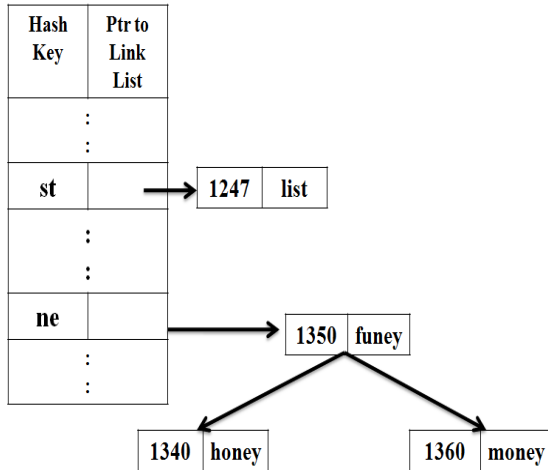 Hash Ptr to
Key Link
List
:
:
st
1247 list
:
:
ne
1350 funey
:
:
1340 honey 1360 money